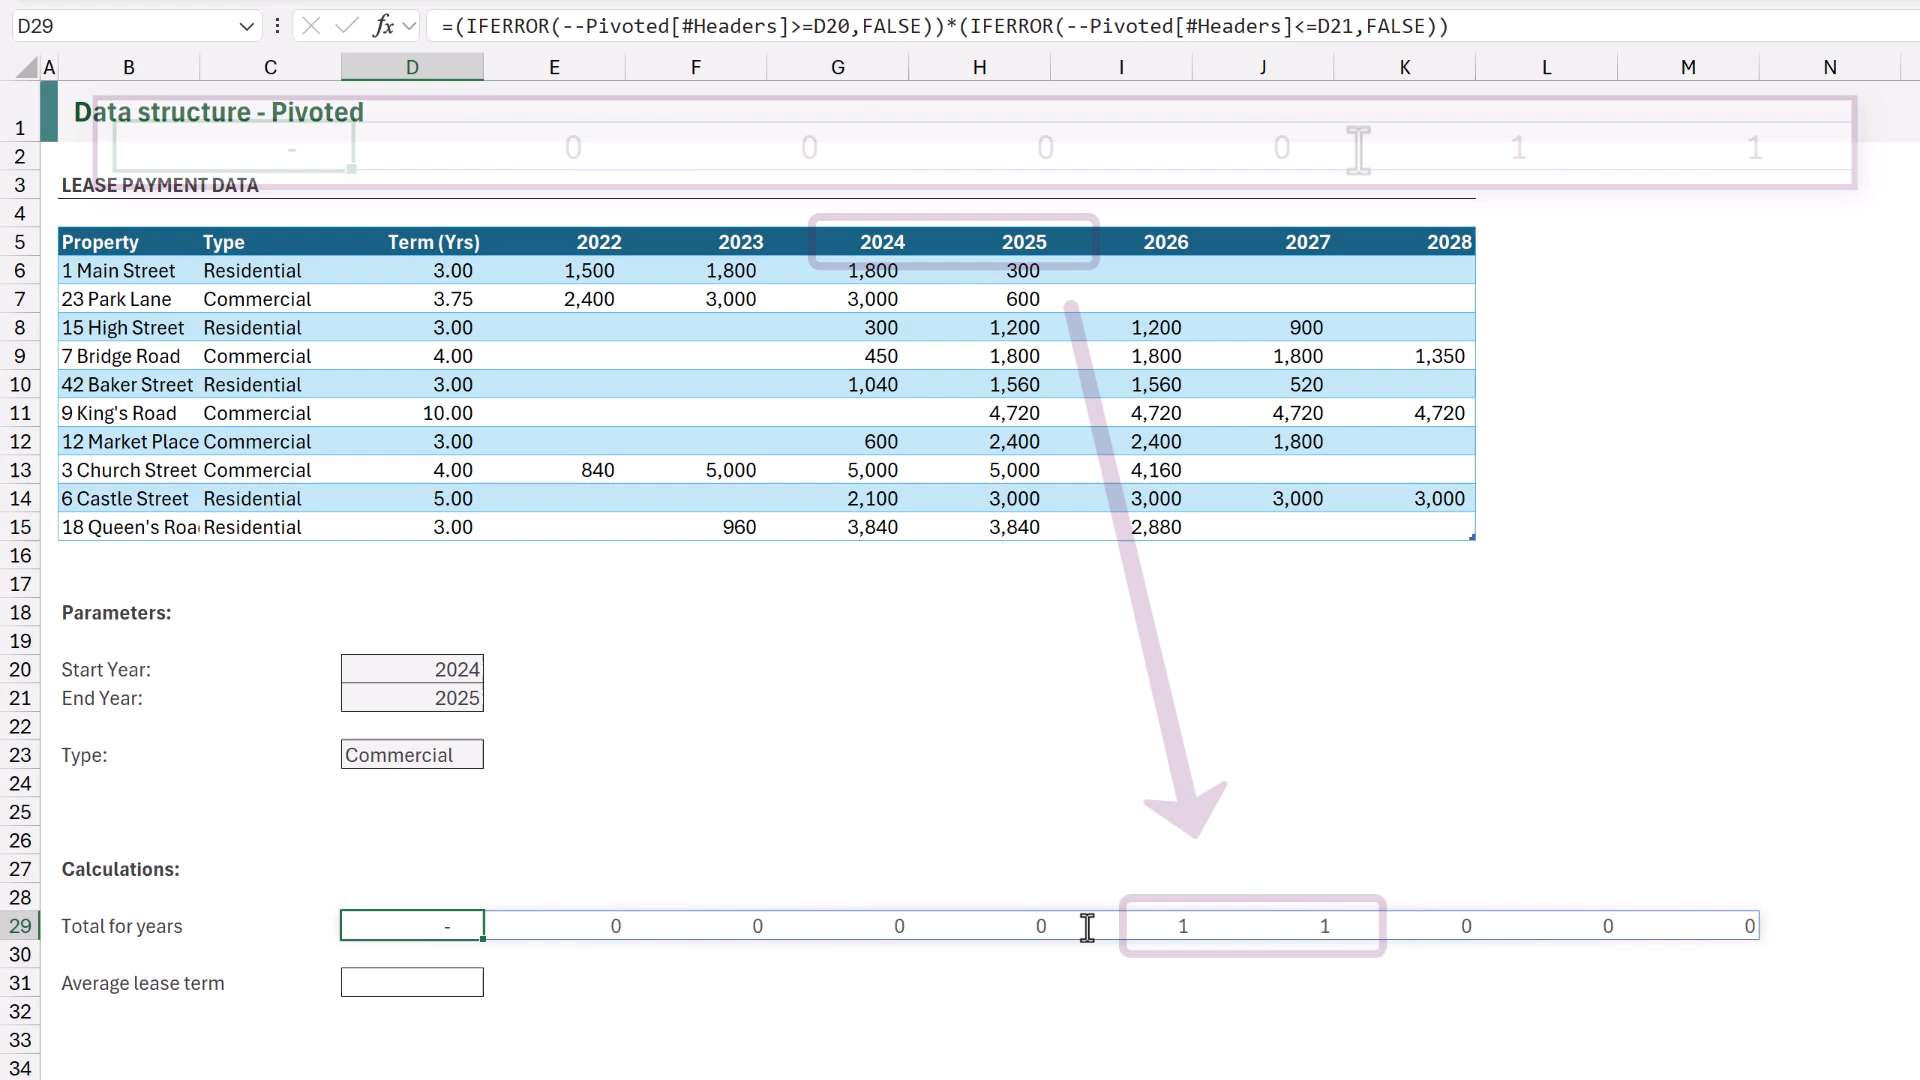 D29 fx =(IFERROR(--Pivoted[#Headers]>=D20,FALSE))*(IFERROR(--Pivoted[#Headers]<=D21,FALSE))
A B C D E F G H I J K L M N
1 Data structure - Pivoted
2 - 0 0 0 0 1 1
3 LEASE PAYMENT DATA
4
5 Property Type Term (Yrs) 2022 2023 2024 2025 2026 2027 2028
6 1 Main Street Residential 3.00 1,500 1,800 1,800 300
7 23 Park Lane Commercial 3.75 2,400 3,000 3,000 600
8 15 High Street Residential 3.00 300 1,200 1,200 900
9 7 Bridge Road Commercial 4.00 450 1,800 1,800 1,800 1,350
10 42 Baker Street Residential 3.00 1,040 1,560 1,560 520
11 9 King's Road Commercial 10.00 4,720 4,720 4,720 4,720
12 12 Market Place Commercial 3.00 600 2,400 2,400 1,800
13 3 Church Street Commercial 4.00 840 5,000 5,000 5,000 4,160
14 6 Castle Street Residential 5.00 2,100 3,000 3,000 3,000 3,000
15 18 Queen's Roa Residential 3.00 960 3,840 3,840 2,880
16
17
18 Parameters:
19
20 Start Year: 2024
21 End Year: 2025
22
23 Type: Commercial
24
25
26
27 Calculations:
28
29 Total for years - 0 0 0 0 1 1 0 0 0
30
31 Average lease term
32
33
34